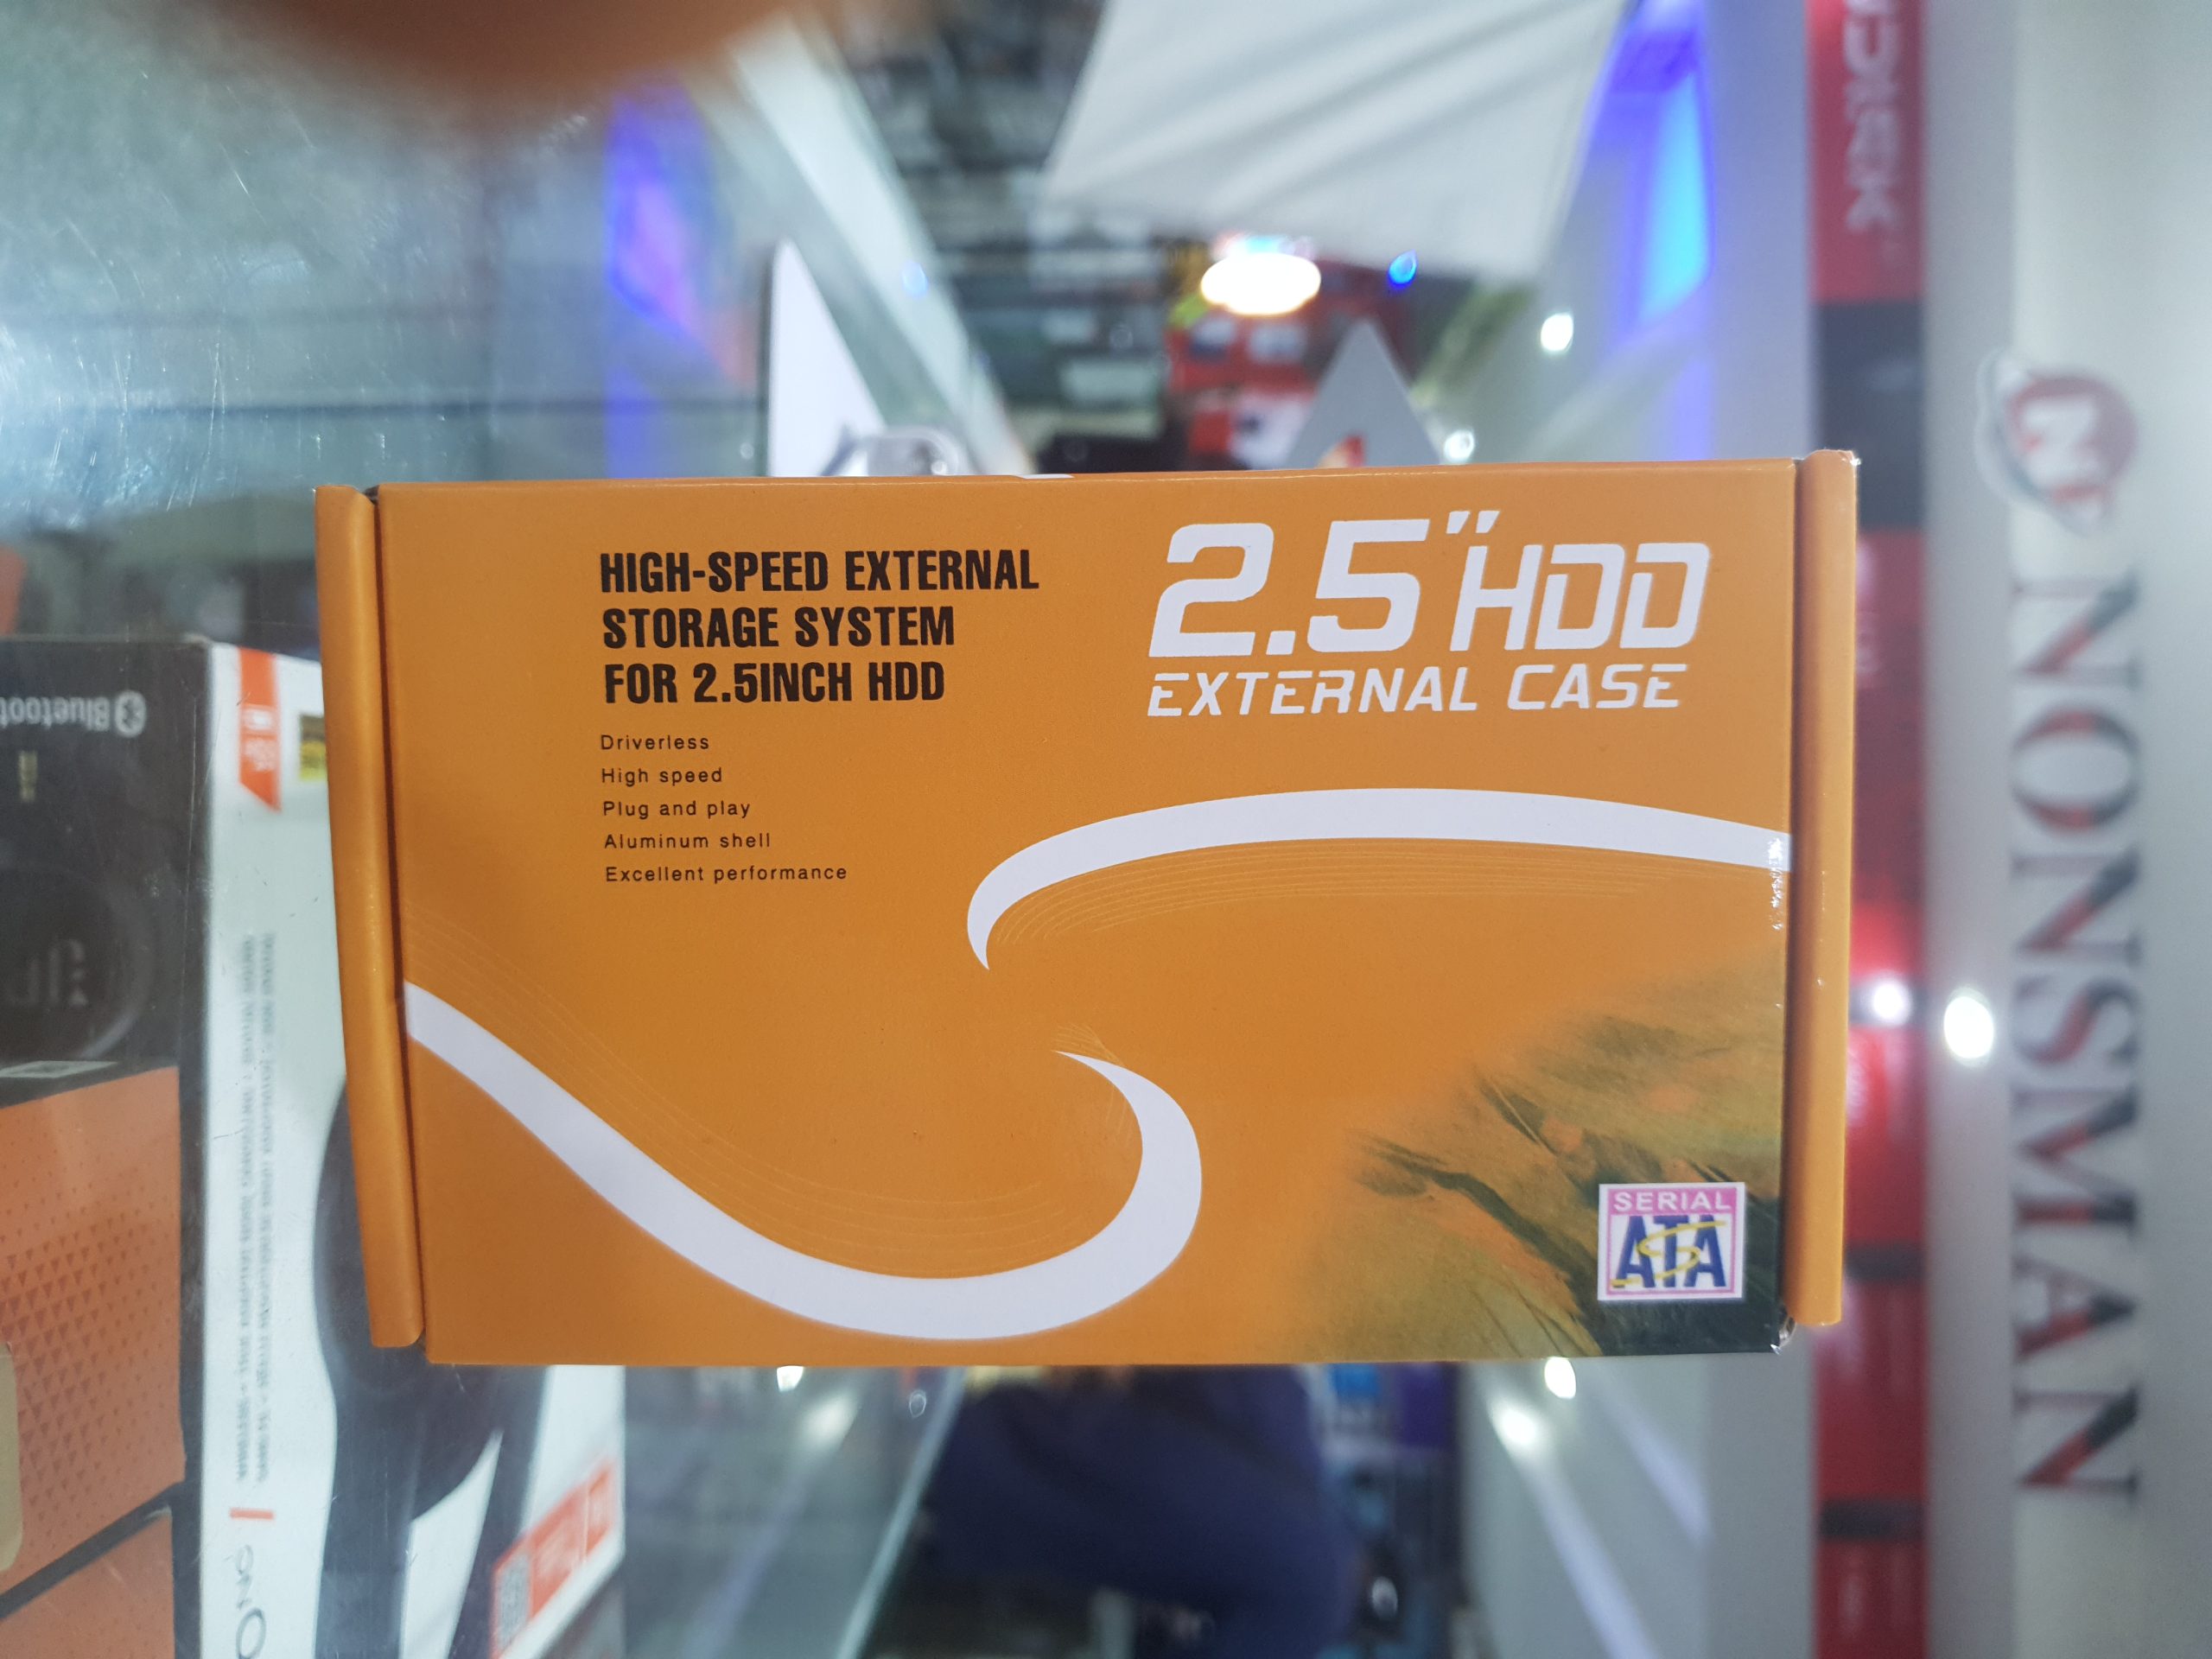 HIGH-SPEED EXTERNAL
STORAGE SYSTEM
FOR 2.5INCH HDD
Driverless
High speed
Plug and play
Aluminum shell
Excellent performance
2.5" HDD
EXTERNAL CASE
SERIAL
ATA
Bluetoot
NONSMAN